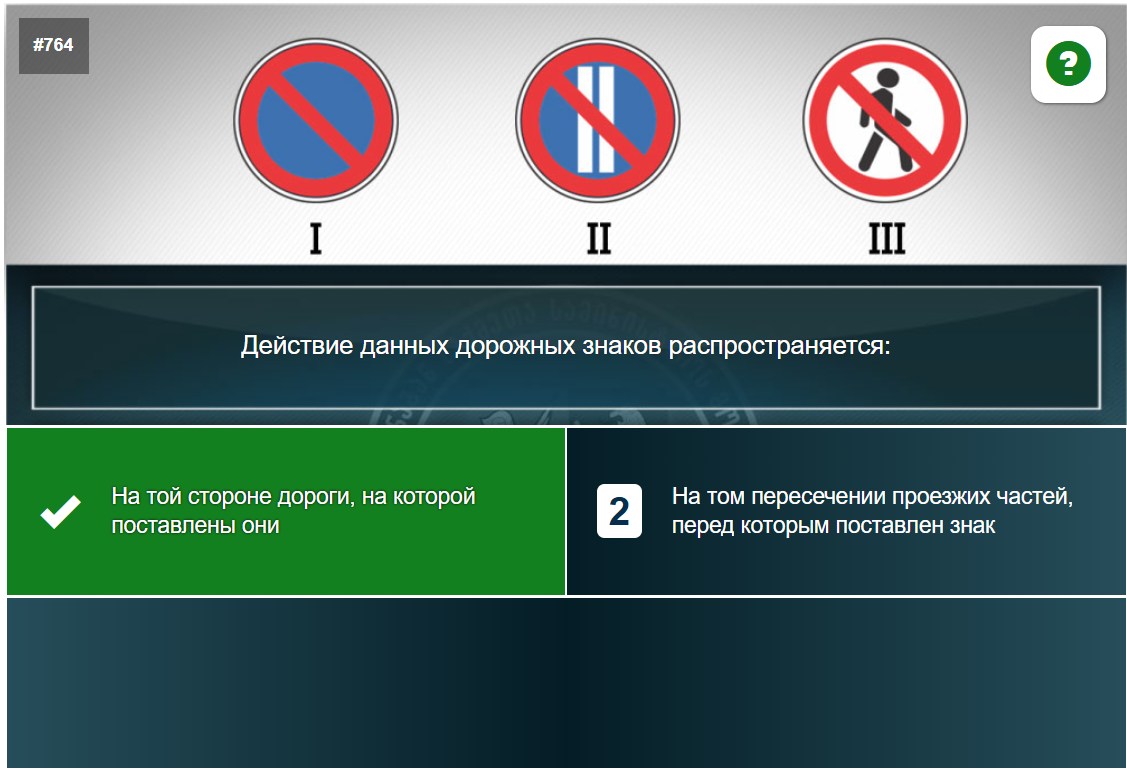 #764
?
I
II
III
Действие данных дорожных знаков распространяется:
На той стороне дороги, на которой
поставлены они
2
На том пересечении проезжих частей,
перед которым поставлен знак